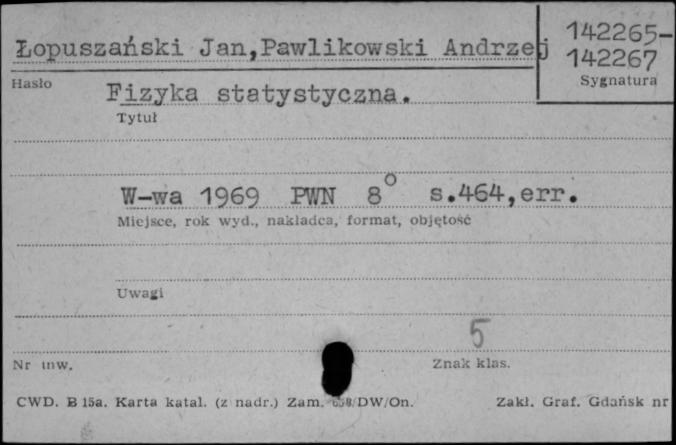 142265-
Łopuszański Jan,Pawlikowski Andrzej
142267
Hasło
Sygnatura
Fizyka statystyczna.
Tytuł
W-wa 1969 PWN 8° s.464,err.
Miejsce, rok wyd., nakładca, format, objętość
Uwagi
5
Nr inw.
Znak klas.
CWD. B 15a. Karta katal. (z nadr.) Zam. 658/DW/On. Zakł. Graf. Gdańsk nr